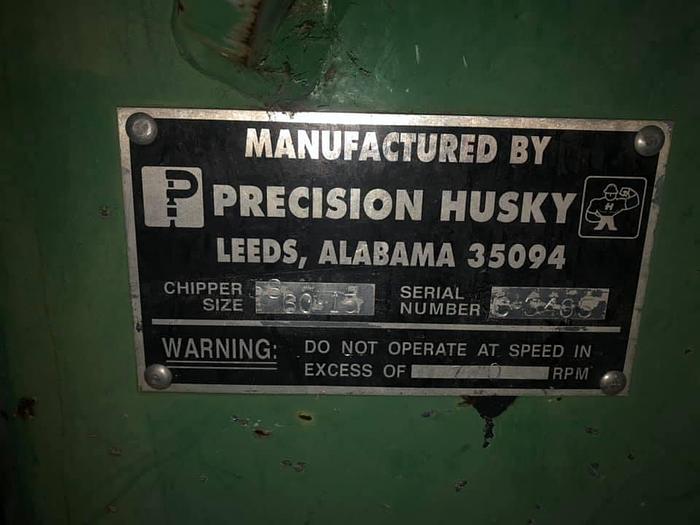 MANUFACTURED BY
PH PRECISION HUSKY H
LEEDS, ALABAMA 35094
CHIPPER SIZE SERIAL NUMBER
WARNING: DO NOT OPERATE AT SPEED IN
EXCESS OF RPM